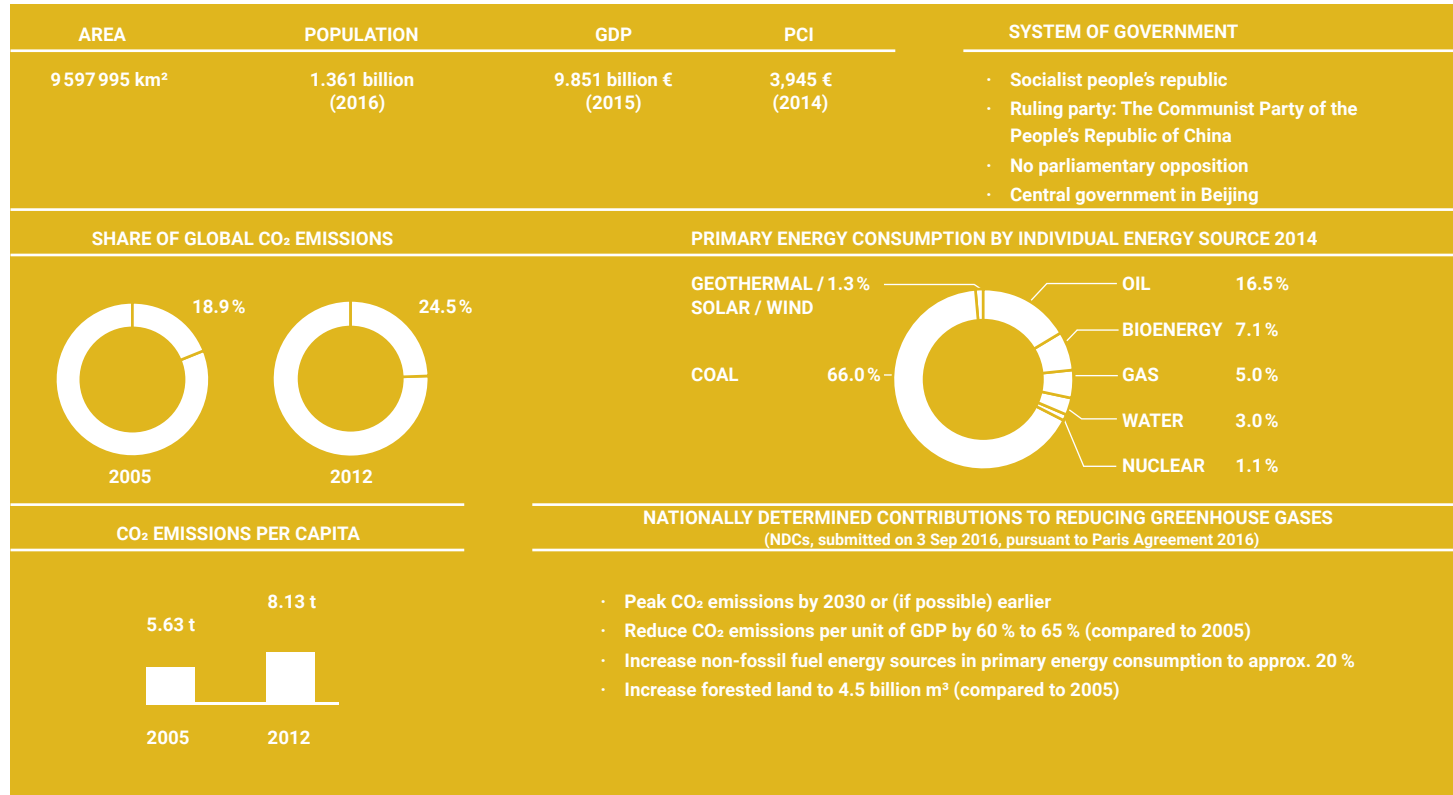 AREA
9 597 995 km²
POPULATION
1.361 billion
(2016)
GDP
9.851 billion €
(2015)
PCI
3,945 €
(2014)
SYSTEM OF GOVERNMENT
· Socialist people's republic
· Ruling party: The Communist Party of the
People's Republic of China
· No parliamentary opposition
· Central government in Beijing
SHARE OF GLOBAL CO₂ EMISSIONS
18.9 %
2005
24.5 %
2012
PRIMARY ENERGY CONSUMPTION BY INDIVIDUAL ENERGY SOURCE 2014
GEOTHERMAL / 1.3 %
SOLAR / WIND
COAL 66.0 %
OIL 16.5 %
BIOENERGY 7.1 %
GAS 5.0 %
WATER 3.0 %
NUCLEAR 1.1 %
CO₂ EMISSIONS PER CAPITA
5.63 t
8.13 t
2005
2012
NATIONALLY DETERMINED CONTRIBUTIONS TO REDUCING GREENHOUSE GASES
(NDCs, submitted on 3 Sep 2016, pursuant to Paris Agreement 2016)
· Peak CO₂ emissions by 2030 or (if possible) earlier
· Reduce CO₂ emissions per unit of GDP by 60 % to 65 % (compared to 2005)
· Increase non-fossil fuel energy sources in primary energy consumption to approx. 20 %
· Increase forested land to 4.5 billion m³ (compared to 2005)